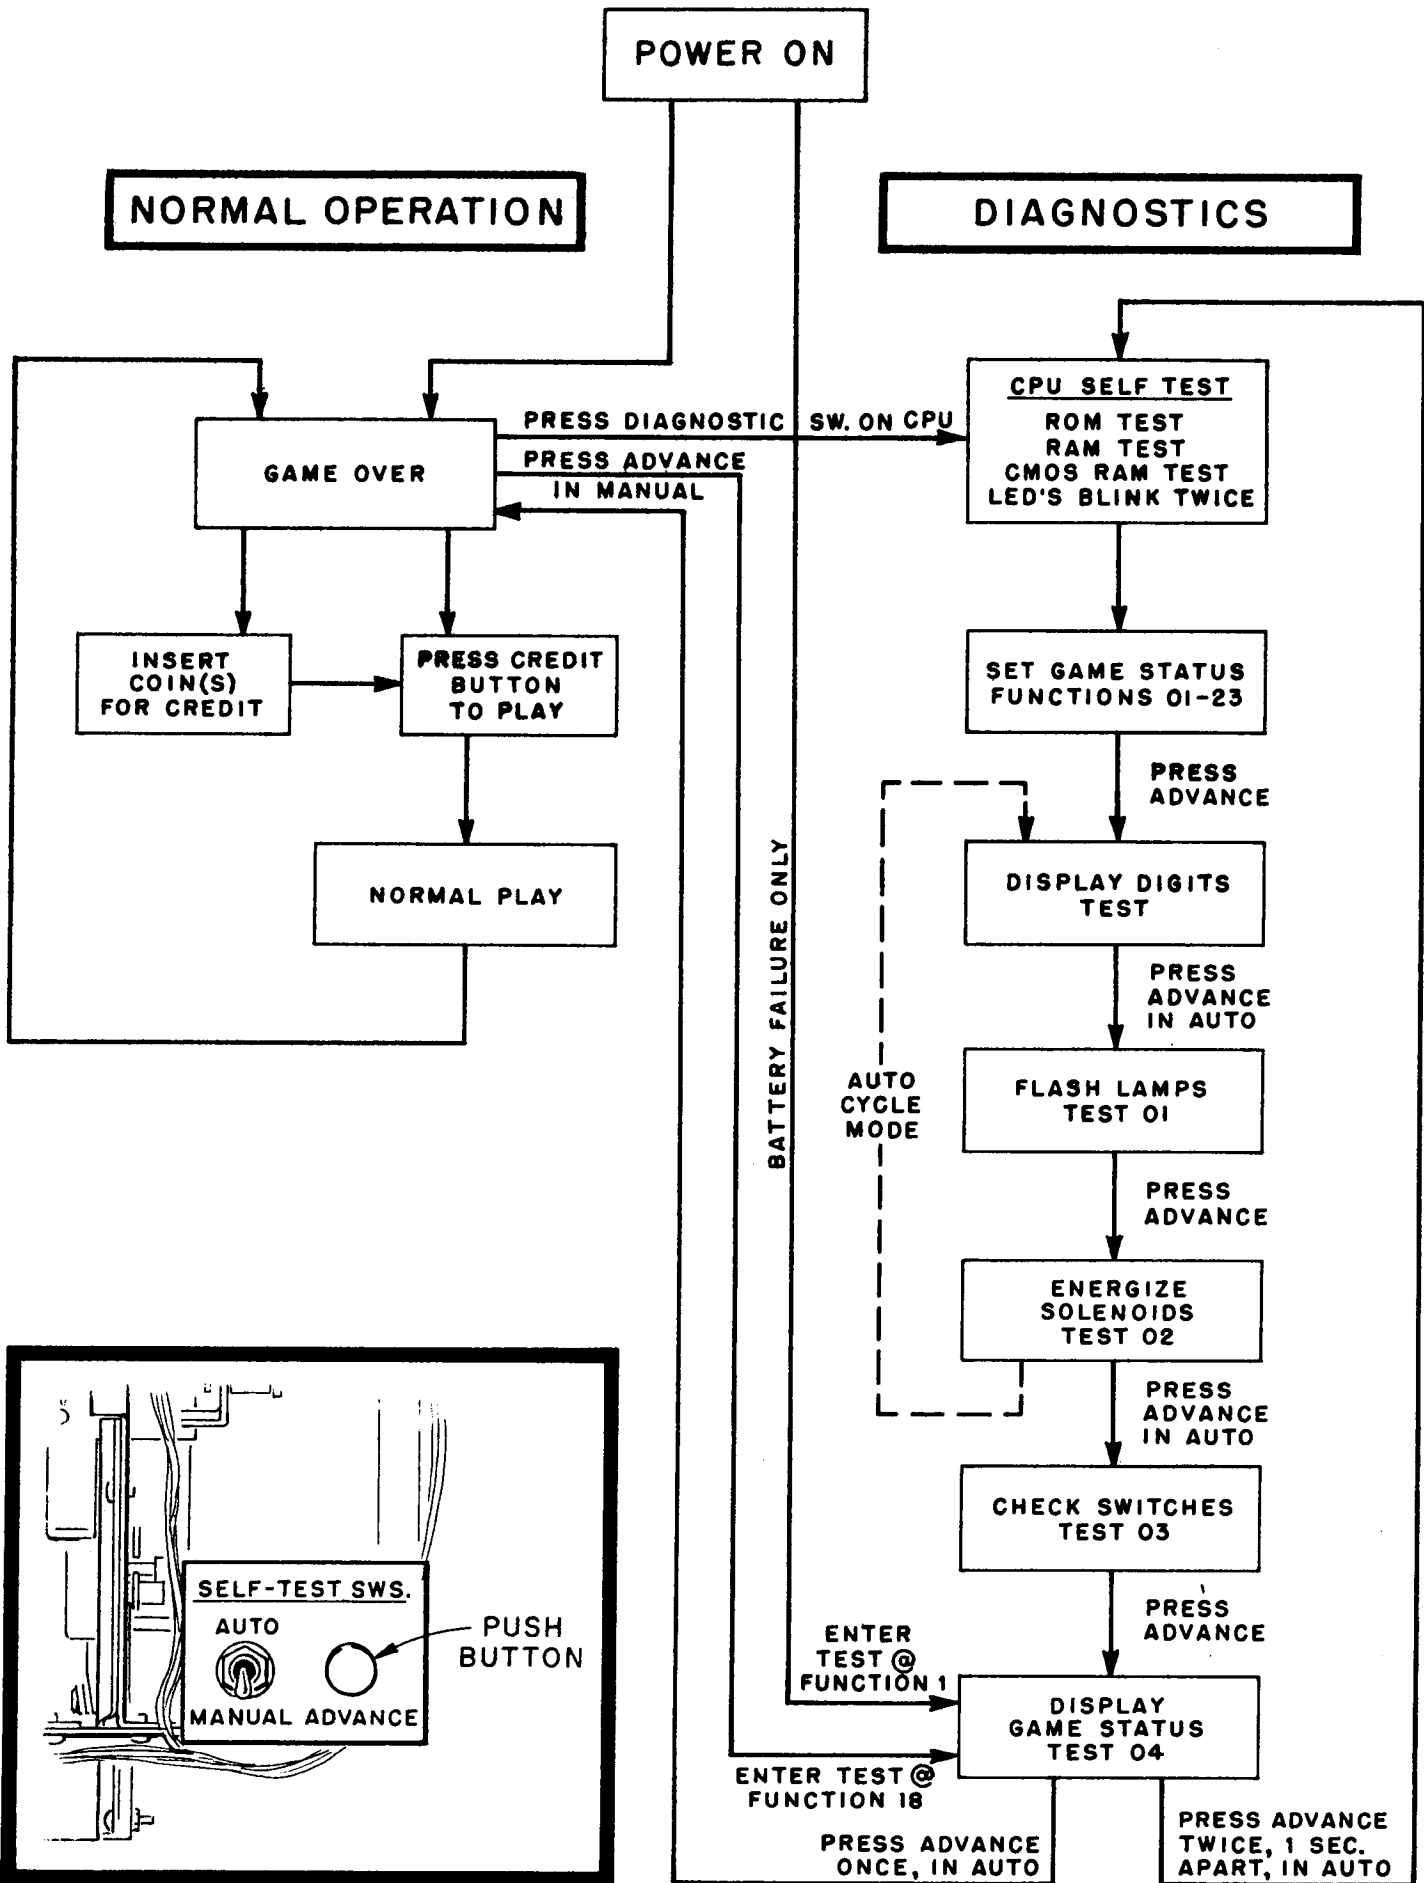 POWER ON
NORMAL OPERATION
DIAGNOSTICS
CPU SELF TEST
ROM TEST
RAM TEST
CMOS RAM TEST
LED'S BLINK TWICE
PRESS DIAGNOSTIC SW. ON CPU
PRESS ADVANCE
IN MANUAL
GAME OVER
INSERT
COIN(S)
FOR CREDIT
PRESS CREDIT
BUTTON
TO PLAY
NORMAL PLAY
SET GAME STATUS
FUNCTIONS 01-23
PRESS
ADVANCE
DISPLAY DIGITS
TEST
PRESS
ADVANCE
IN AUTO
BATTERY FAILURE ONLY
AUTO
CYCLE
MODE
FLASH LAMPS
TEST 01
PRESS
ADVANCE
ENERGIZE
SOLENOIDS
TEST 02
PRESS
ADVANCE
IN AUTO
CHECK SWITCHES
TEST 03
PRESS
ADVANCE
SELF-TEST SWS.
AUTO
MANUAL ADVANCE
PUSH
BUTTON
ENTER
TEST @
FUNCTION 1
DISPLAY
GAME STATUS
TEST 04
ENTER TEST @
FUNCTION 18
PRESS ADVANCE
ONCE, IN AUTO
PRESS ADVANCE
TWICE, 1 SEC.
APART, IN AUTO